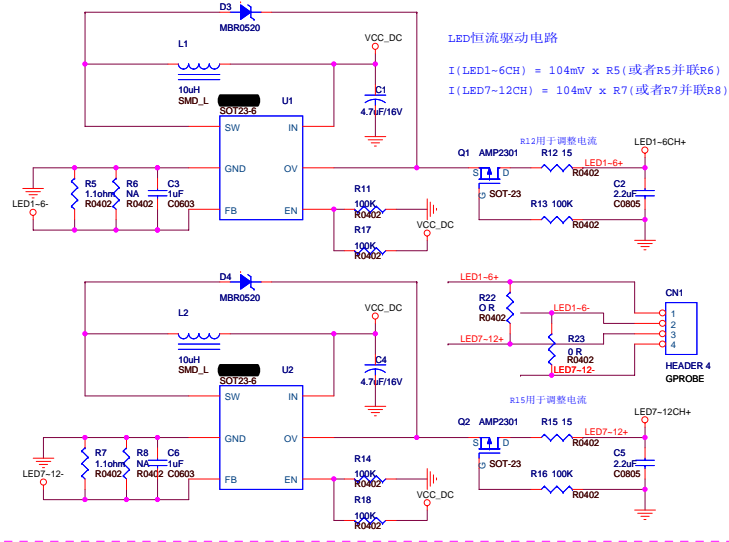 D3
MBR0520
VCC_DC
LED恒流驱动电路
L1
I(LED1~6CH) = 104mV x R5(或者R5并联R6)
I(LED7~12CH) = 104mV x R7(或者R7并联R8)
10uH
SMD_L
C1
4.7uF/16V
SOT23-6
U1
SW
IN
GND
OV
FB
EN
Q1 AMP2301
R12用于调整电流
LED1~6CH+
R12 15
LED1~6+
R0402
S
D
G
SOT-23
C2
2.2uF
C0805
R13 100K
R0402
R5
1.1ohm
R0402
R6
NA
R0402
C3
1uF
C0603
LED1~6-
R11
100K
R0402
R17
100K
R0402
VCC_DC
D4
MBR0520
VCC_DC
L2
10uH
SMD_L
C4
4.7uF/16V
SOT23-6
U2
SW
IN
GND
OV
FB
EN
LED1~6+
R22
O R
R0402
LED1~6-
LED7~12+
R23
0 R
R0402
LED7~12-
CN1
1
2
3
4
HEADER 4
GPROBE
R15用于调整电流
Q2 AMP2301
LED7~12CH+
R15 15
LED7~12+
R0402
S
D
G
SOT-23
C5
2.2uF
C0805
R16 100K
R0402
R7
1.1ohm
R0402
R8
NA
R0402
C6
1uF
C0603
LED7~12-
R14
100K
R0402
R18
100K
R0402
VCC_DC